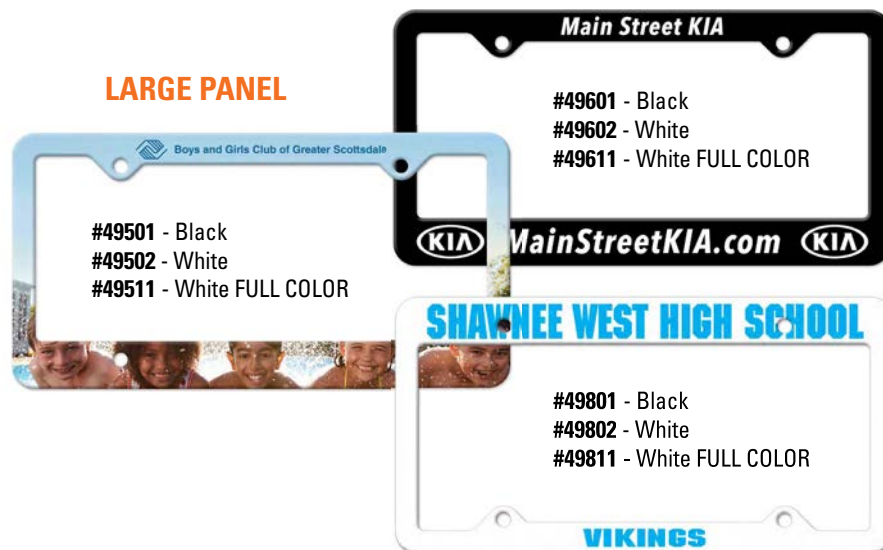 LARGE PANEL
Boys and Girls Club of Greater Scottsdale
#49501 - Black
#49502 - White
#49511 - White FULL COLOR
Main Street KIA
#49601 - Black
#49602 - White
#49611 - White FULL COLOR
KIA MainStreetKIA.com KIA
SHAWNEE WEST HIGH SCHOOL
#49801 - Black
#49802 - White
#49811 - White FULL COLOR
VIKINGS